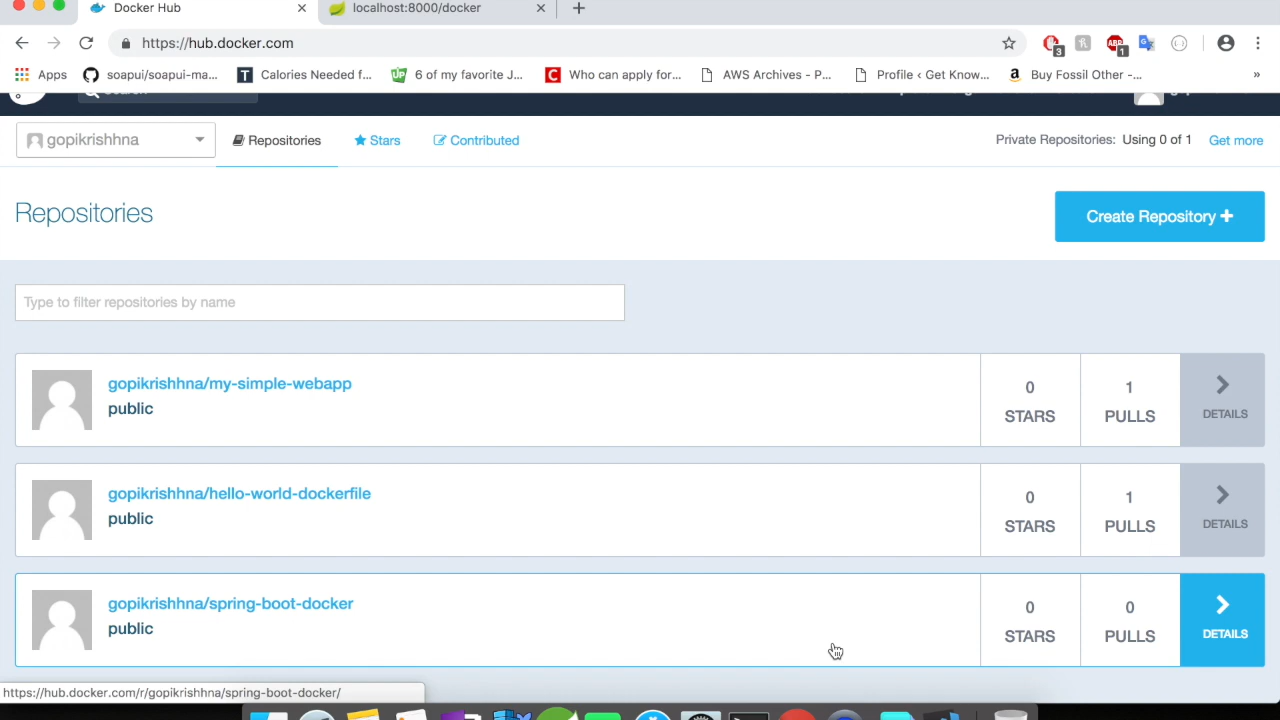 Docker Hub
localhost:8000/docker
https://hub.docker.com
3
ABP
1
Apps
soapui/soapui-ma...
T
Calories Needed f...
UP
6 of my favorite J...
C
Who can apply for...
AWS Archives - P...
Profile ‹ Get Know...
a
Buy Fossil Other -...
»
gopikrishhna
Repositories
Stars
Contributed
Private Repositories: Using 0 of 1
Get more
Repositories
Create Repository +
Type to filter repositories by name
gopikrishhna/my-simple-webapp
public
0
STARS
1
PULLS
DETAILS
gopikrishhna/hello-world-dockerfile
public
0
STARS
1
PULLS
DETAILS
gopikrishhna/spring-boot-docker
public
0
STARS
0
PULLS
DETAILS
https://hub.docker.com/r/gopikrishhna/spring-boot-docker/